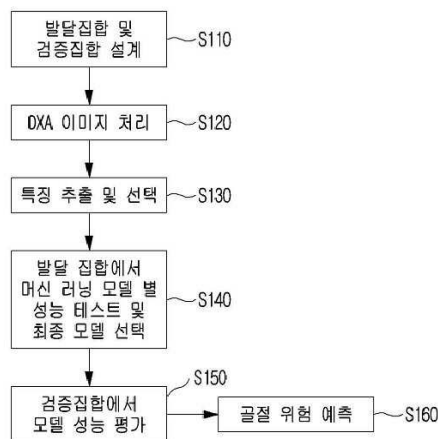 발달집합 및
검증집합 설계
S110
DXA 이미지 처리
S120
특징 추출 및 선택
S130
발달 집합에서
머신 러닝 모델 별
성능 테스트 및
최종 모델 선택
S140
S150
검증집합에서
모델 성능 평가
골절 위험 예측
S160